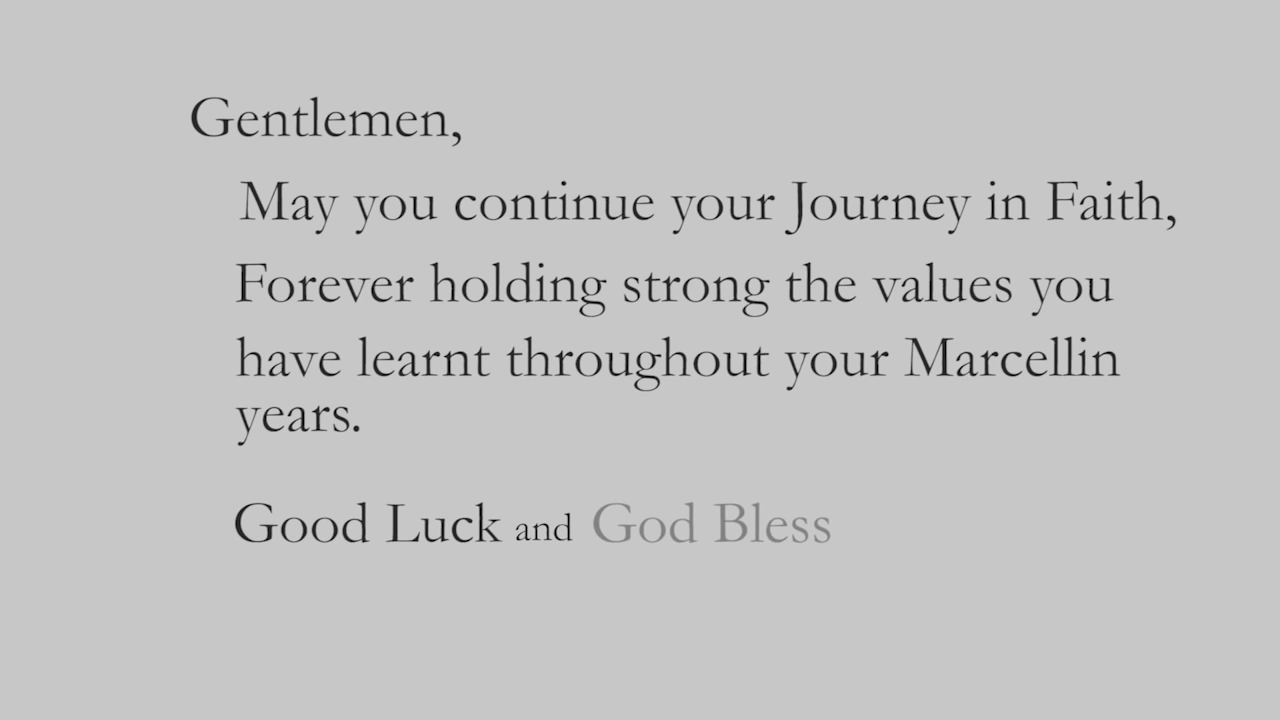 Gentlemen,
May you continue your Journey in Faith,
Forever holding strong the values you
have learnt throughout your Marcellin
years.
Good Luck and God Bless